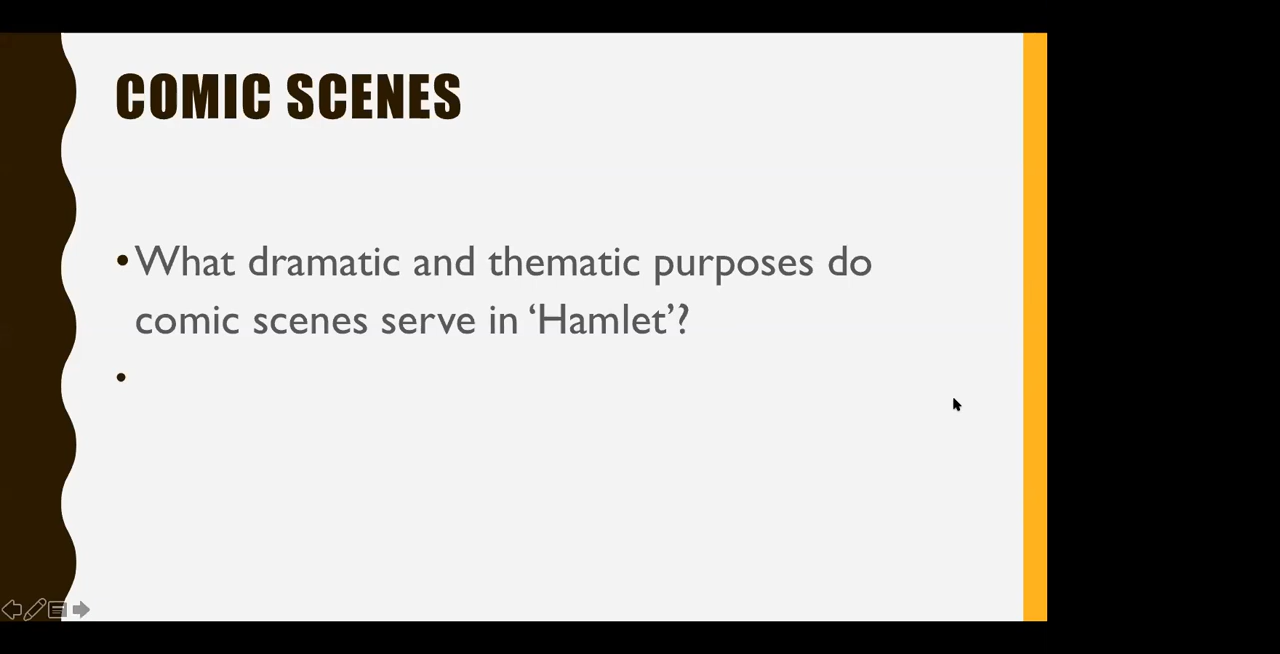 COMIC SCENES
• What dramatic and thematic purposes do
comic scenes serve in ‘Hamlet’?
•